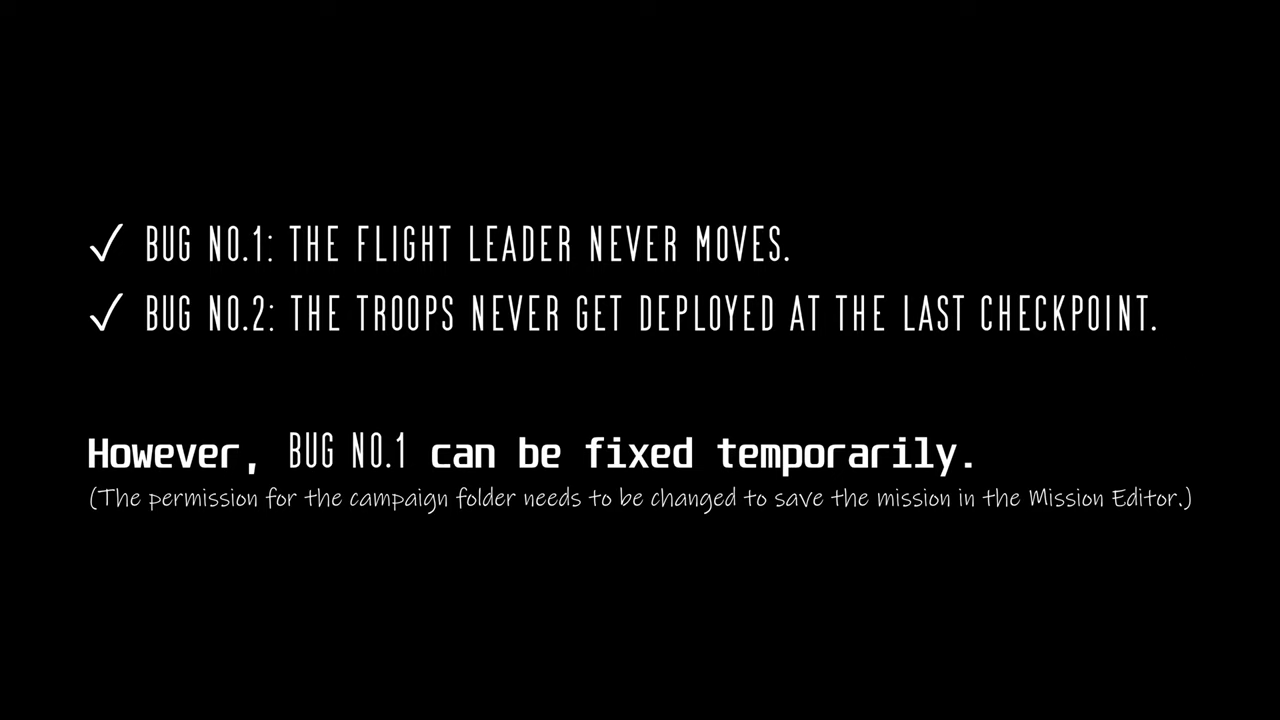 ✓ BUG NO.1: THE FLIGHT LEADER NEVER MOVES.
✓ BUG NO.2: THE TROOPS NEVER GET DEPLOYED AT THE LAST CHECKPOINT.
However, BUG NO.1 can be fixed temporarily.
(The permission for the campaign folder needs to be changed to save the mission in the Mission Editor.)